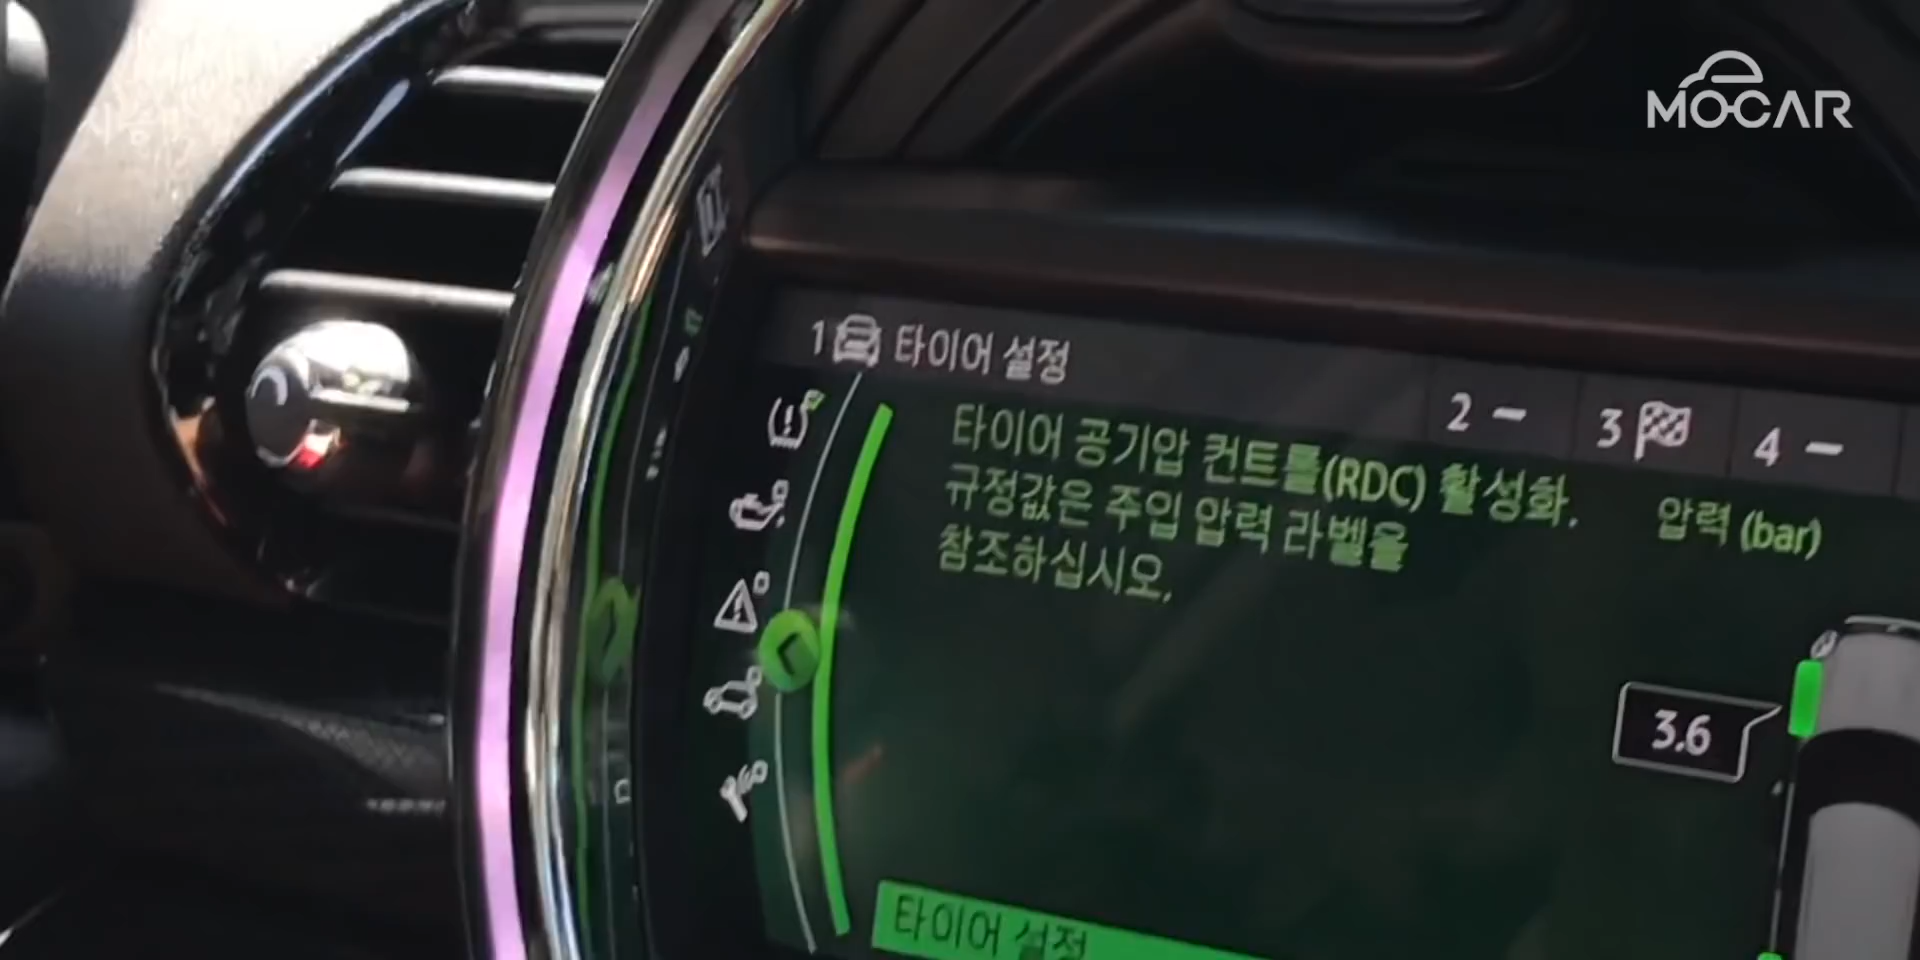 MOCAR
1 타이어 설정
2 -
3
4 -
타이어 공기압 컨트롤(RDC) 활성화.
규정값은 주입 압력 라벨을
참조하십시오.
압력 (bar)
3.6
타이어 설정